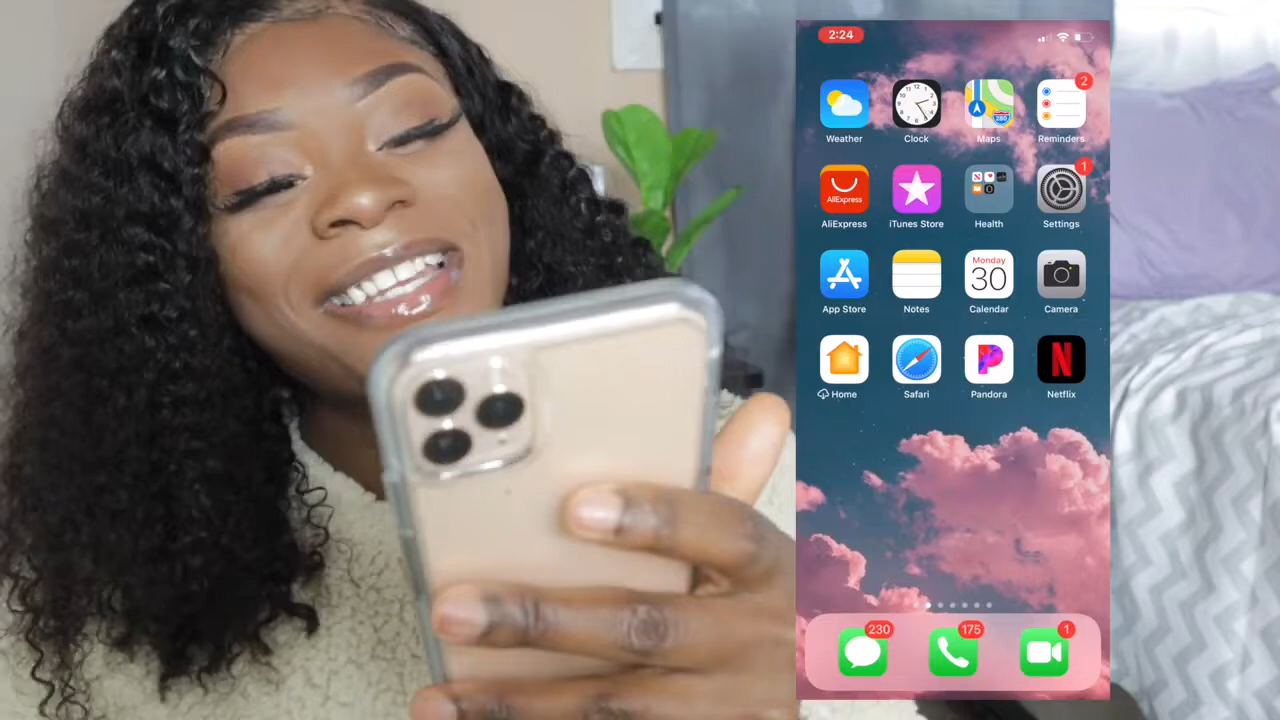 2:24
2
Weather Clock Maps Reminders
1
AliExpress
AliExpress iTunes Store Health Settings
Monday
30
App Store Notes Calendar Camera
Home Safari Pandora Netflix
230 175 1